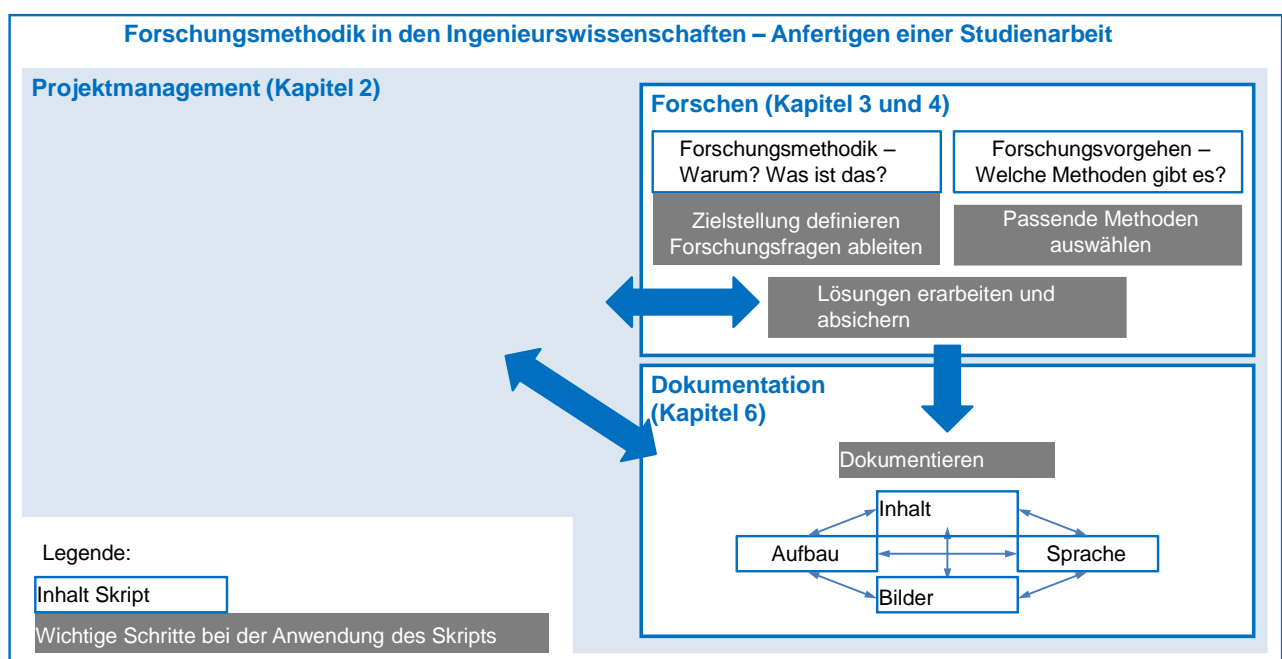 Forschungsmethodik in den Ingenieurswissenschaften – Anfertigen einer Studienarbeit
Projektmanagement (Kapitel 2)
Forschen (Kapitel 3 und 4)
Forschungsmethodik –
Warum? Was ist das?
Forschungsvorgehen –
Welche Methoden gibt es?
Zielstellung definieren
Forschungsfragen ableiten
Passende Methoden
auswählen
Lösungen erarbeiten und
absichern
Dokumentation
(Kapitel 6)
Dokumentieren
Inhalt
Aufbau
Sprache
Bilder
Legende:
Inhalt Skript
Wichtige Schritte bei der Anwendung des Skripts